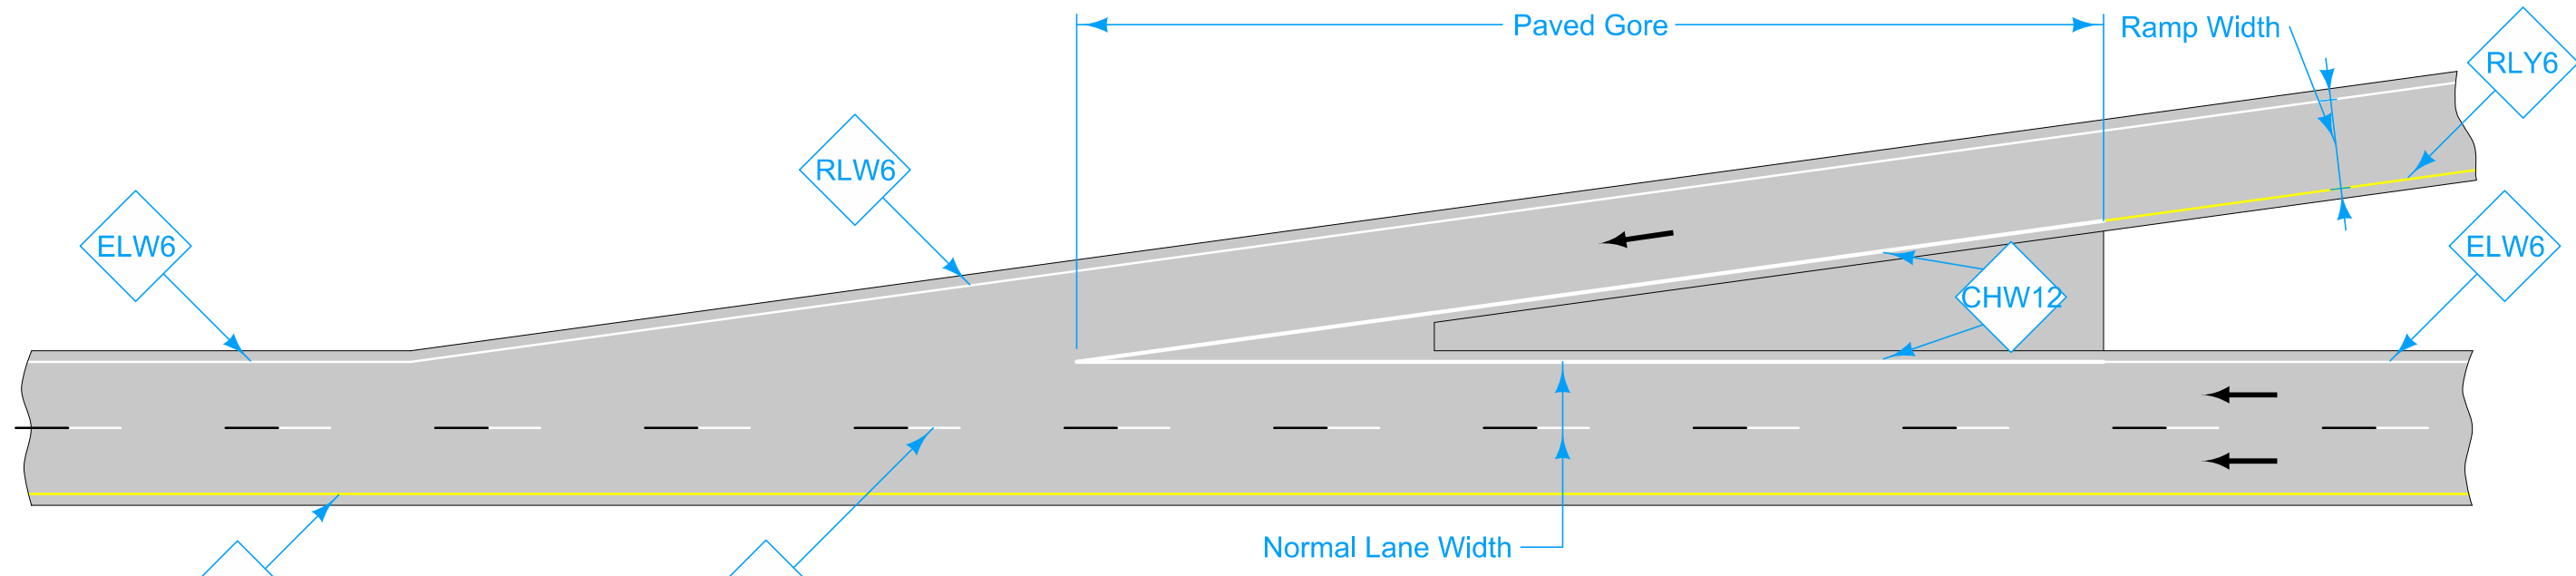 Paved Gore
Ramp Width
RLY6
RLW6
ELW6
ELW6
CHW12
Normal Lane Width